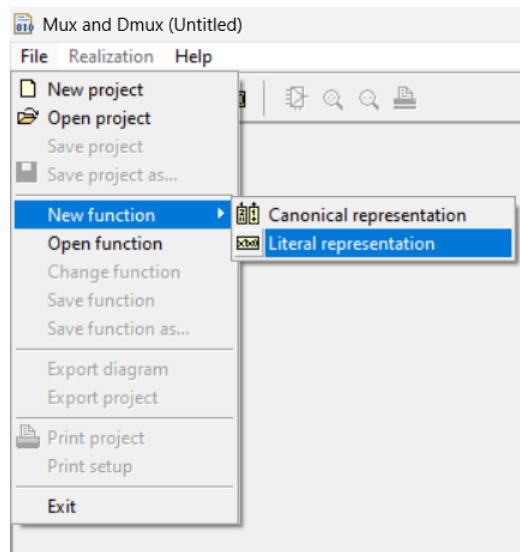 Mux and Dmux (Untitled)
File Realization Help
New project
Open project
Save project
Save project as...
New function
Canonical representation
Open function
Literal representation
Change function
Save function
Save function as...
Export diagram
Export project
Print project
Print setup
Exit